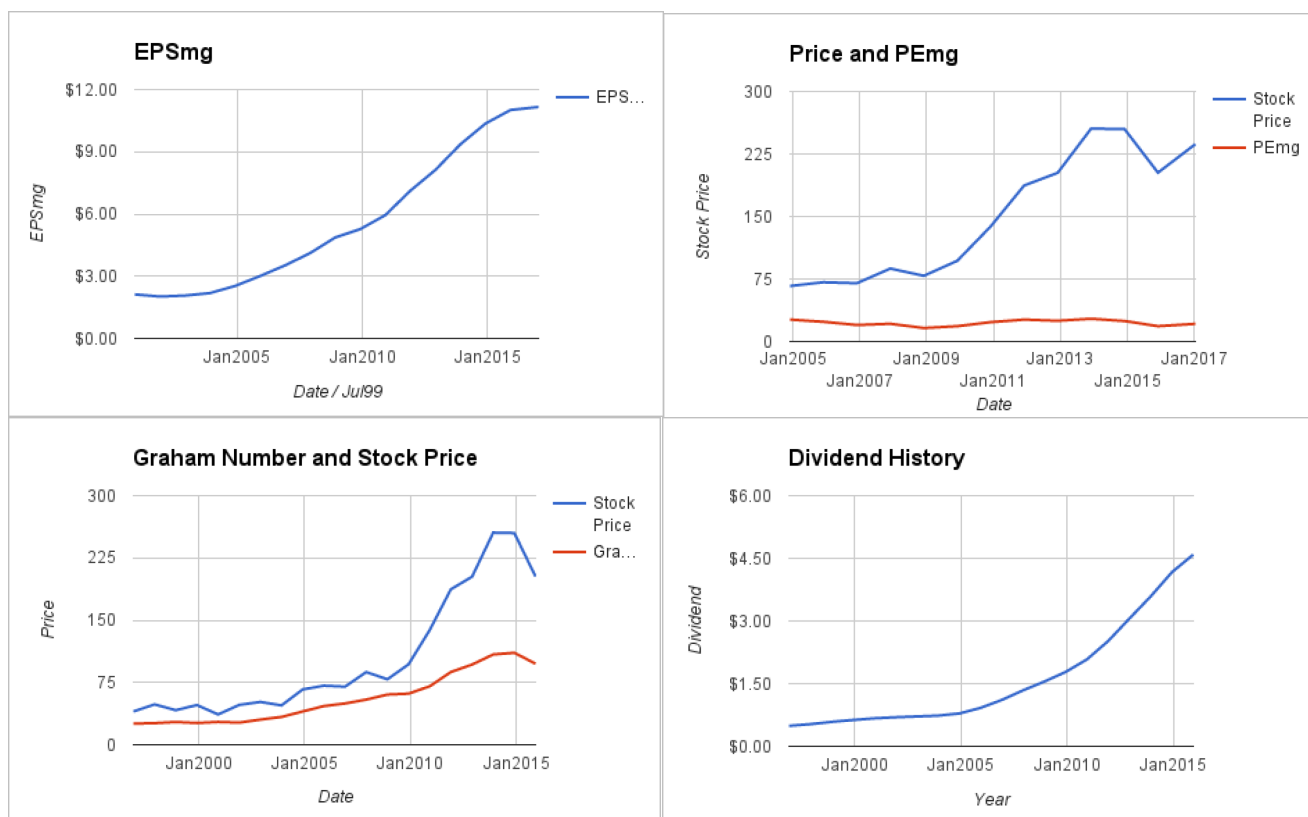 EPSmg
$12.00
$9.00
$6.00
$3.00
$0.00
EPSmg
EPS...
Jan2005
Jan2010
Jan2015
Date / Jul99
Price and PEmg
300
225
150
75
0
Stock Price
Stock
Price
PEmg
Jan2005
Jan2009
Jan2013
Jan2017
Jan2007
Jan2011
Jan2015
Date
Graham Number and Stock Price
300
225
150
75
0
Price
Stock
Price
Gra...
Jan2000
Jan2005
Jan2010
Jan2015
Date
Dividend History
$6.00
$4.50
$3.00
$1.50
$0.00
Dividend
Jan2000
Jan2005
Jan2010
Jan2015
Year